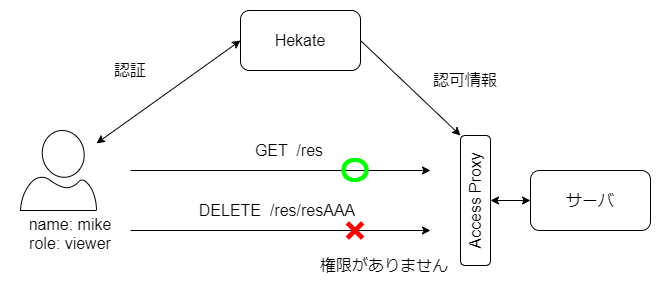 Hekate
認証
認可情報
GET /res
DELETE /res/resAAA
Access Proxy
サーバ
name: mike
role: viewer
権限がありません